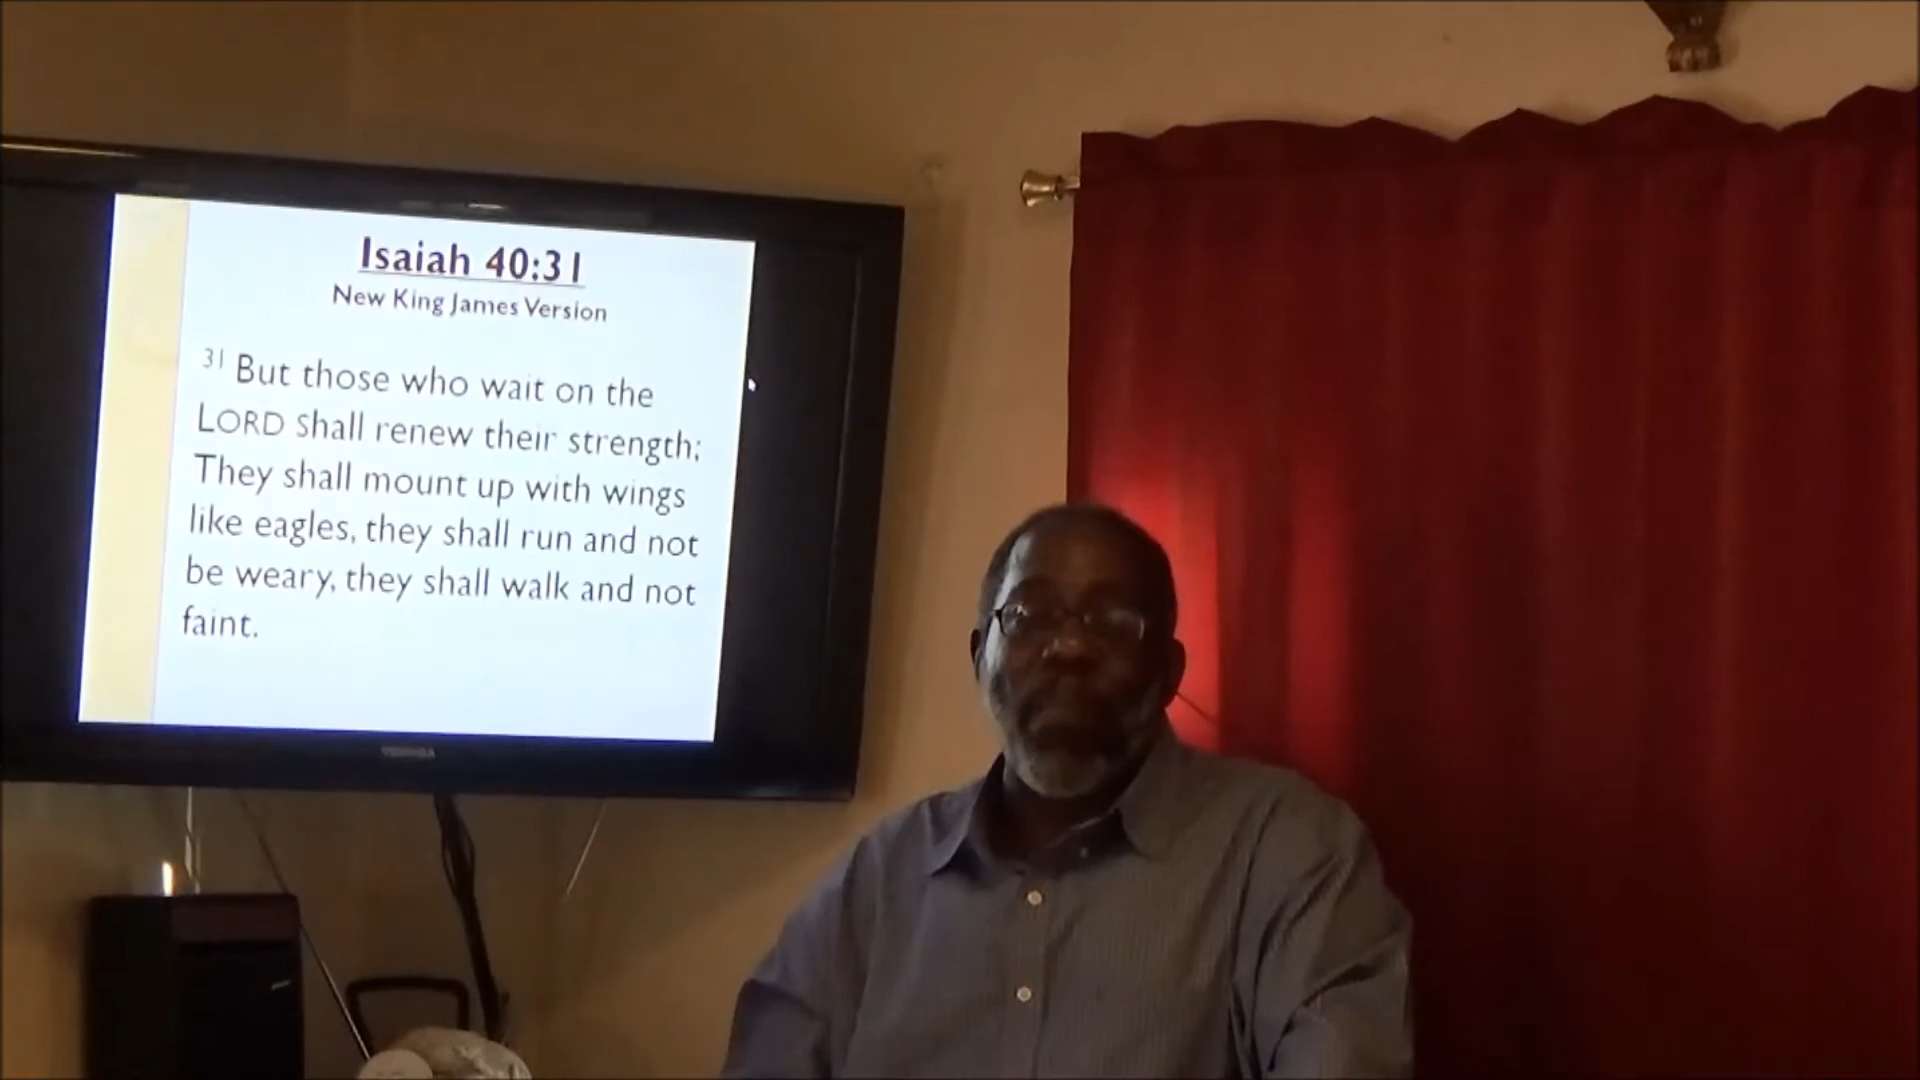 Isaiah 40:31
New King James Version
31 But those who wait on the
LORD shall renew their strength;
They shall mount up with wings
like eagles, they shall run and not
be weary, they shall walk and not
faint.
TOSHIBA